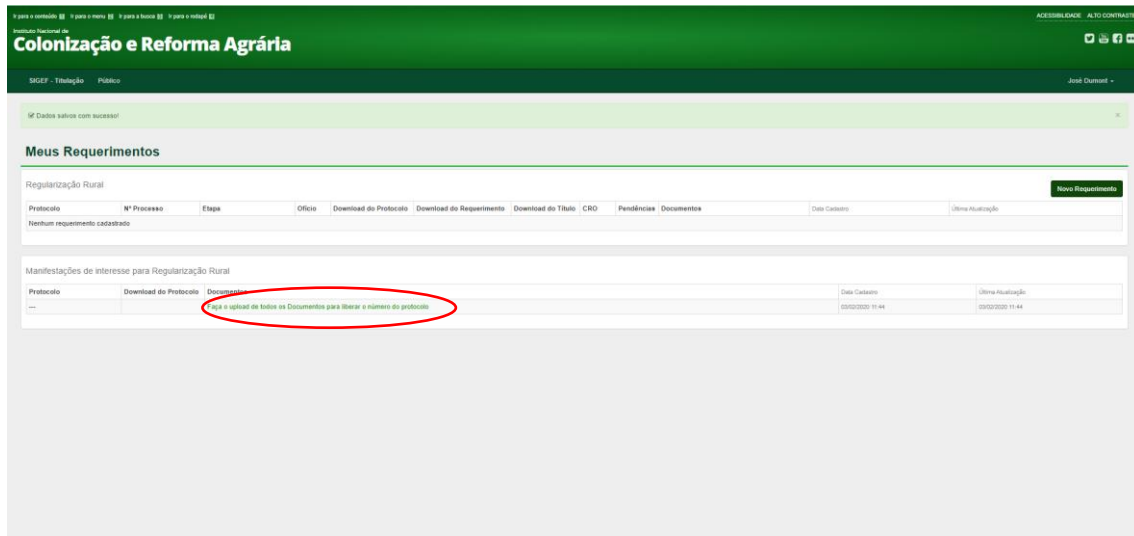 Ir para o conteúdo 1 Ir para o menu 2 Ir para a busca 3 Ir para o rodapé 4 ACESSIBILIDADE ALTO CONTRASTE
Instituto Nacional de
Colonização e Reforma Agrária
SIGEF - Titulação Público José Dumont
Dados salvos com sucesso! ×
Meus Requerimentos
Regularização Rural Novo Requerimento
Protocolo Nº Processo Etapa Ofício Download do Protocolo Download do Requerimento Download do Título CRO Pendências Documentos Data Cadastro Última Atualização
Nenhum requerimento cadastrado
Manifestações de interesse para Regularização Rural
Protocolo Download do Protocolo Documentos Data Cadastro Última Atualização
--- Faça o upload de todos os Documentos para liberar o número do protocolo 03/02/2020 11:44 03/02/2020 11:44